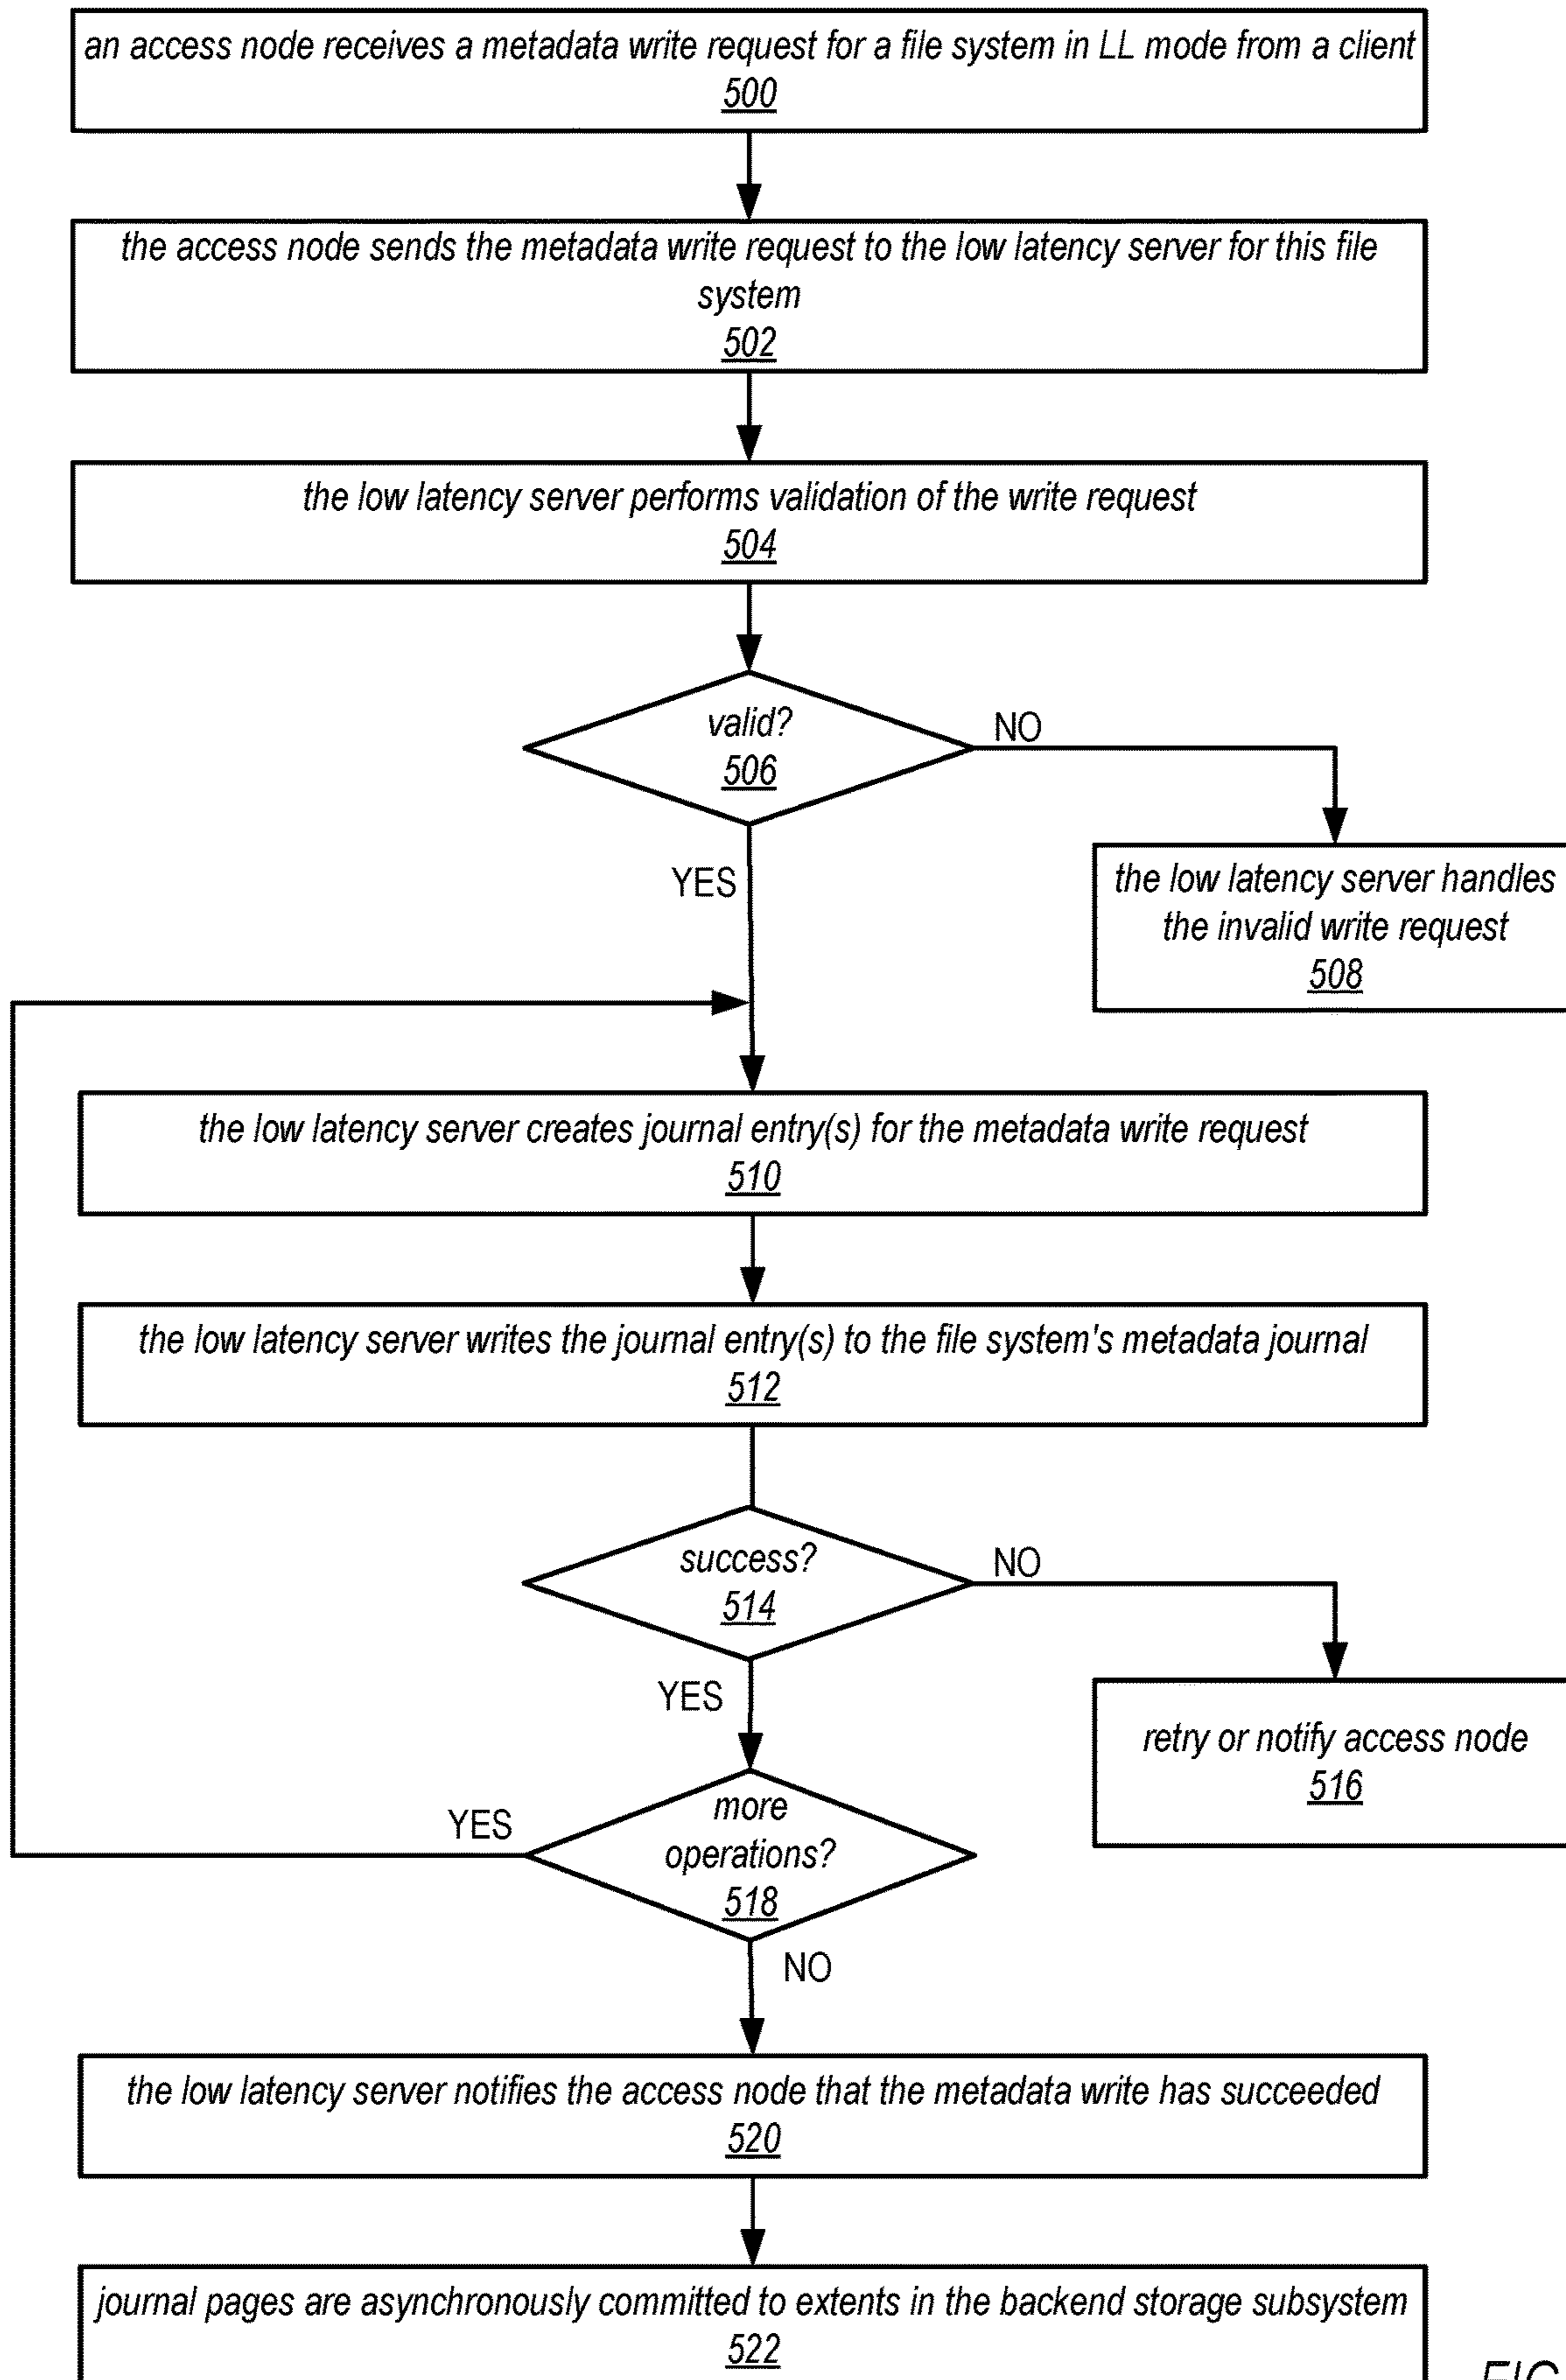 an access node receives a metadata write request for a file system in LL mode from a client
500
the access node sends the metadata write request to the low latency server for this file
system
502
the low latency server performs validation of the write request
504
valid?
506
NO
YES
the low latency server handles
the invalid write request
508
the low latency server creates journal entry(s) for the metadata write request
510
the low latency server writes the journal entry(s) to the file system's metadata journal
512
success?
514
NO
YES
retry or notify access node
516
more
operations?
518
YES
NO
the low latency server notifies the access node that the metadata write has succeeded
520
journal pages are asynchronously committed to extents in the backend storage subsystem
522
FIG